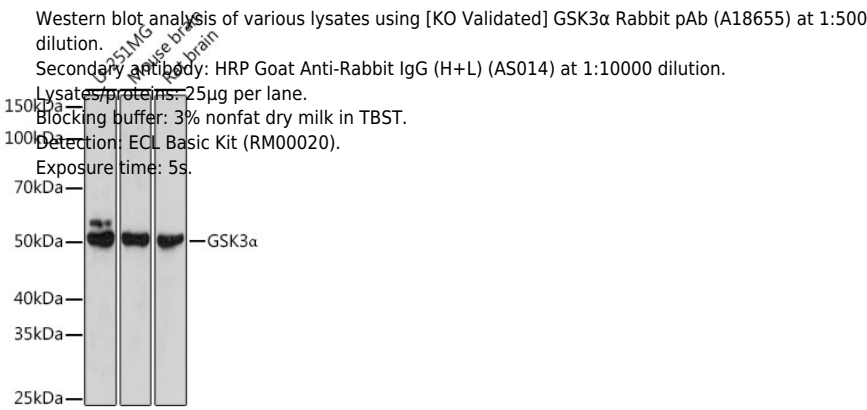 Western blot analysis of various lysates using [KO Validated] GSK3α Rabbit pAb (A18655) at 1:500
dilution.
Secondary antibody: HRP Goat Anti-Rabbit IgG (H+L) (AS014) at 1:10000 dilution.
Lysates/proteins: 25μg per lane.
Blocking buffer: 3% nonfat dry milk in TBST.
Detection: ECL Basic Kit (RM00020).
Exposure time: 5s.
U-251MG
Mouse brain
Rat brain
150kDa
100kDa
70kDa
50kDa
GSK3α
40kDa
35kDa
25kDa